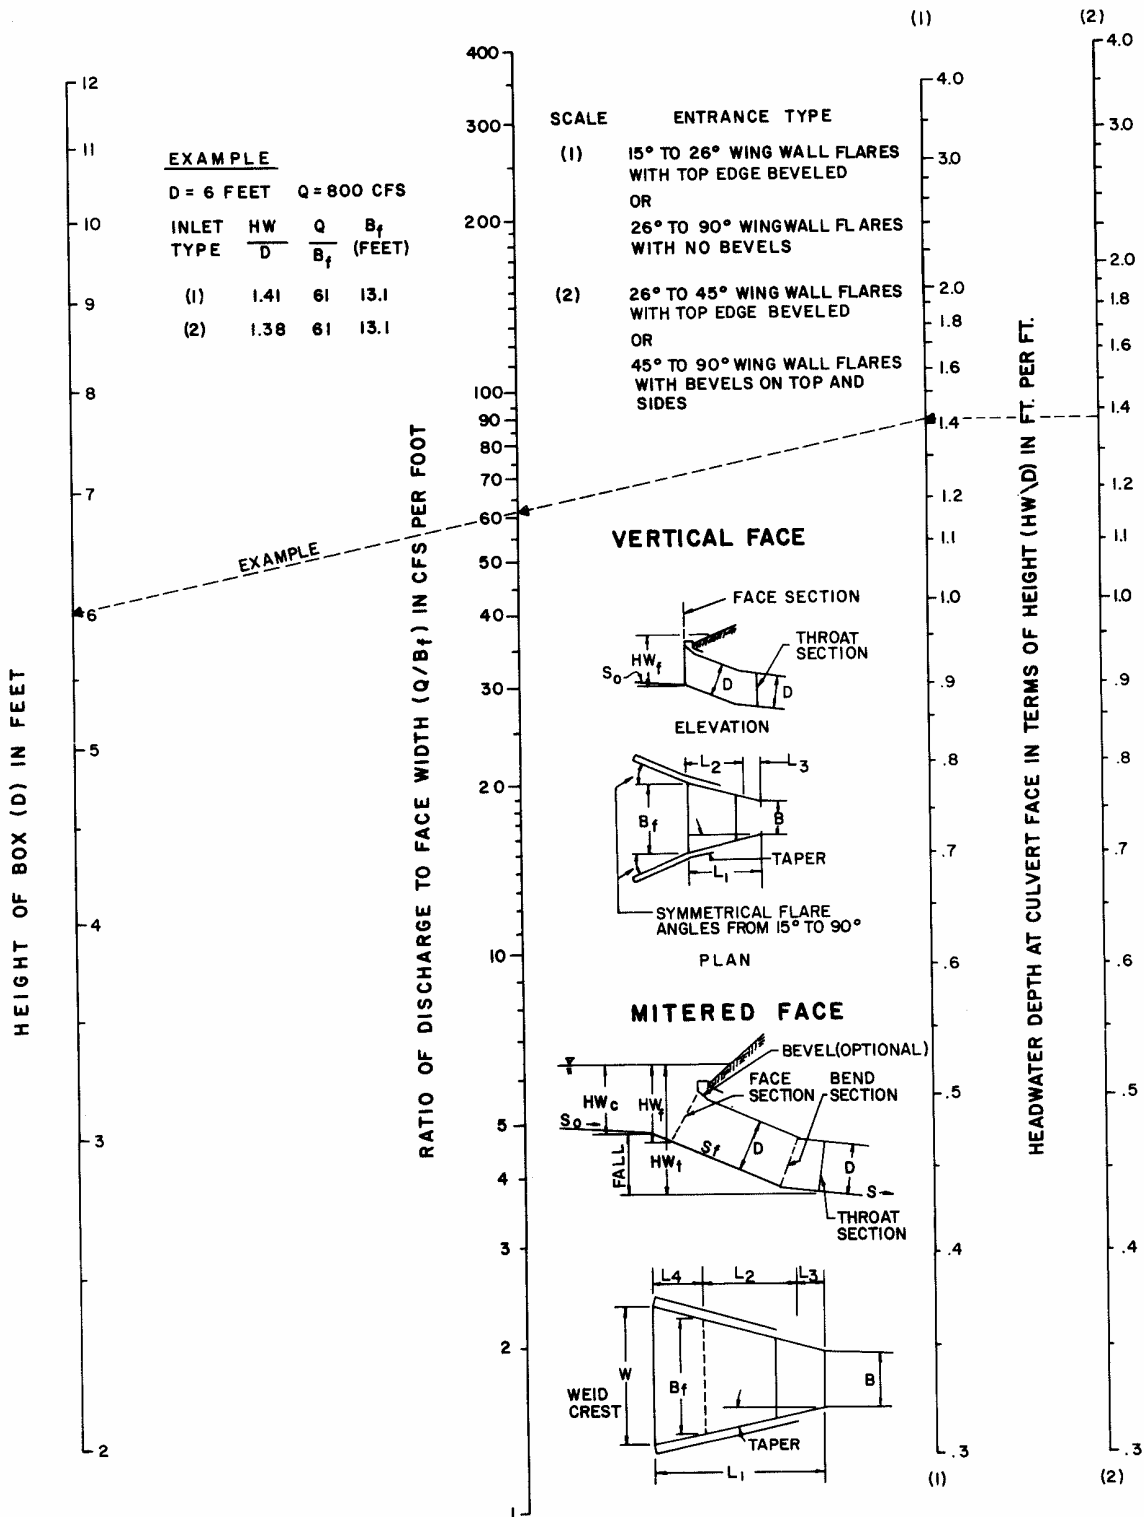 (1)
(2)
400
300
200
100
90
80
70
60
50
40
30
20
10
5
4
3
2
1
12
11
10
9
8
7
6
5
4
3
2
4.0
3.0
2.0
1.8
1.6
1.4
1.2
1.1
1.0
.9
.8
.7
.6
.5
.4
.3
4.0
3.0
2.0
1.8
1.6
1.4
1.2
1.1
1.0
.9
.8
.7
.6
.5
.4
.3
EXAMPLE
D = 6 FEET Q = 800 CFS
INLET HW Q Bf
TYPE D Bf (FEET)
(1) 1.41 61 13.1
(2) 1.38 61 13.1
SCALE ENTRANCE TYPE
(1) 15° TO 26° WING WALL FLARES
WITH TOP EDGE BEVELED
OR
26° TO 90° WINGWALL FLARES
WITH NO BEVELS
(2) 26° TO 45° WING WALL FLARES
WITH TOP EDGE BEVELED
OR
45° TO 90° WING WALL FLARES
WITH BEVELS ON TOP AND
SIDES
EXAMPLE
HEIGHT OF BOX (D) IN FEET
RATIO OF DISCHARGE TO FACE WIDTH (Q/Bf) IN CFS PER FOOT
HEADWATER DEPTH AT CULVERT FACE IN TERMS OF HEIGHT (HW\D) IN FT. PER FT.
VERTICAL FACE
FACE SECTION
THROAT
SECTION
HWf
So
D
D
ELEVATION
L2
L3
Bf
B
TAPER
L1
SYMMETRICAL FLARE
ANGLES FROM 15° TO 90°
PLAN
MITERED FACE
BEVEL(OPTIONAL)
FACE
SECTION
BEND
SECTION
HWc
HWf
So
Sf
D
D
FALL
HWt
S
THROAT
SECTION
L4
L2
L3
W
Bf
B
WEID
CREST
TAPER
L1
(1)
(2)